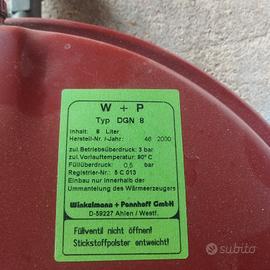 W + P
Typ DGN 8
Inhalt: 8 Liter
Herstell-Nr. /-Jahr: 46 2000
zul. Betriebsüberdruck: 3 bar
zul. Vorlauftemperatur: 90° C
Füllüberdruck: 0,5 bar
Registrier-Nr.: 5 C 013
Einbau nur innerhalb der
Ummantelung des Wärmeerzeugers
Winkelmann + Pannhoff GmbH
D-59227 Ahlen / Westf.
Füllventil nicht öffnen!
Stickstoffpolster entweicht!
subito